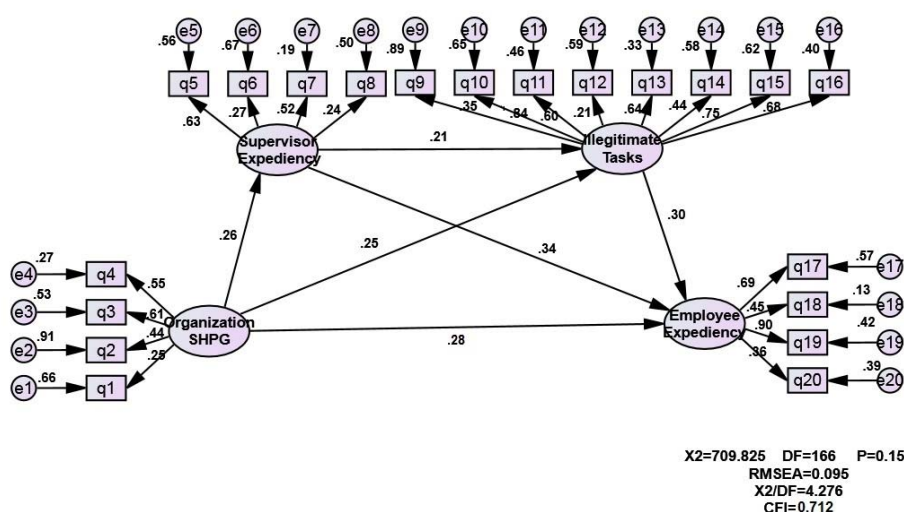 e5 e6 e7 e8 e9 e10 e11 e12 e13 e14 e15 e16
.56 .67 .19 .50 .89 .65 .46 .59 .33 .58 .62 .40
q5 q6 q7 q8 q9 q10 q11 q12 q13 q14 q15 q16
.63 .27 .52 .24 .35 .84 .60 .21 .64 .44 .75 .68
Supervisor
Expediency
.21
Illegitimate
Tasks
.26
.25
.34
.30
e4 .27 q4 .55
e3 .53 q3 .61
e2 .91 q2 .44
e1 .66 q1 .25
Organization
SHPG
.28
Employee
Expediency
.69 q17 .57 e17
.45 q18 .13 e18
.90 q19 .42 e19
.36 q20 .39 e20
X2=709.825 DF=166 P=0.15
RMSEA=0.095
X2/DF=4.276
CFI=0.712